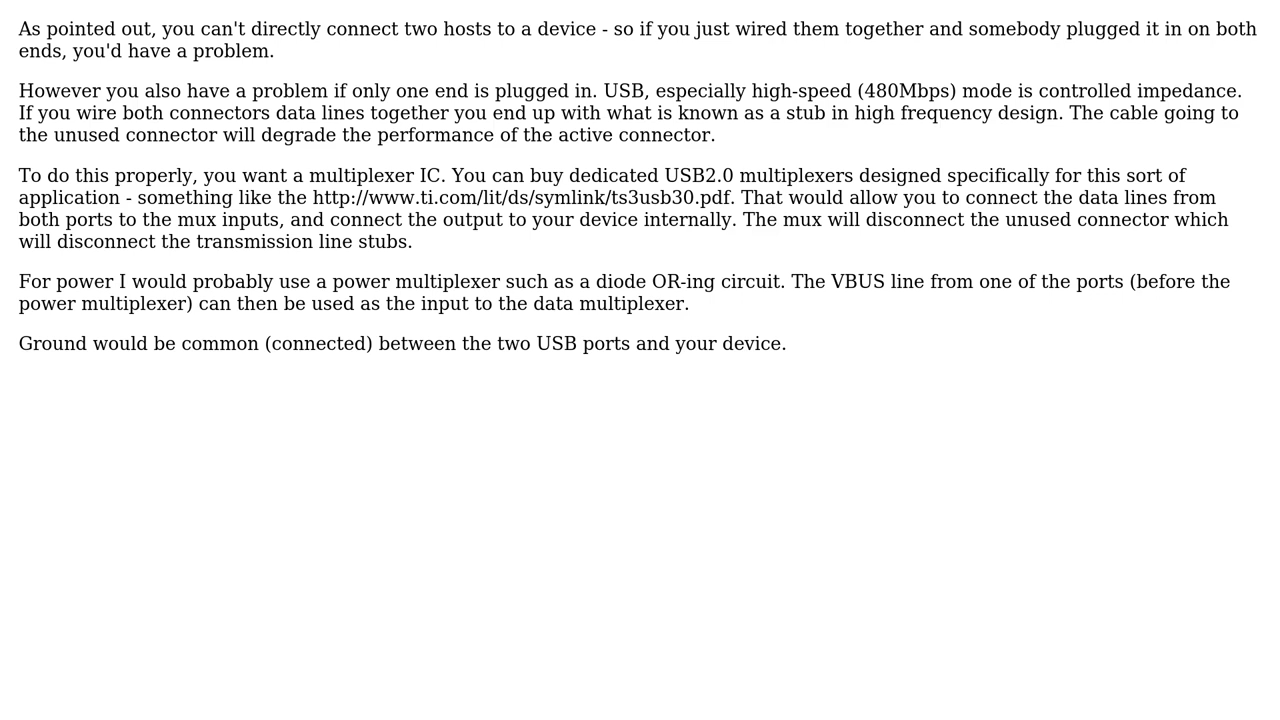 As pointed out, you can't directly connect two hosts to a device - so if you just wired them together and somebody plugged it in on both
ends, you'd have a problem.
However you also have a problem if only one end is plugged in. USB, especially high-speed (480Mbps) mode is controlled impedance.
If you wire both connectors data lines together you end up with what is known as a stub in high frequency design. The cable going to
the unused connector will degrade the performance of the active connector.
To do this properly, you want a multiplexer IC. You can buy dedicated USB2.0 multiplexers designed specifically for this sort of
application - something like the http://www.ti.com/lit/ds/symlink/ts3usb30.pdf. That would allow you to connect the data lines from
both ports to the mux inputs, and connect the output to your device internally. The mux will disconnect the unused connector which
will disconnect the transmission line stubs.
For power I would probably use a power multiplexer such as a diode OR-ing circuit. The VBUS line from one of the ports (before the
power multiplexer) can then be used as the input to the data multiplexer.
Ground would be common (connected) between the two USB ports and your device.